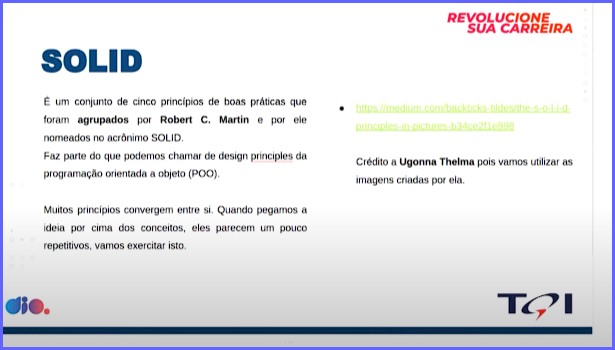 REVOLUCIONE
SUA CARREIRA
SOLID
É um conjunto de cinco princípios de boas práticas que
foram agrupados por Robert C. Martin e por ele
nomeados no acrônimo SOLID.
Faz parte do que podemos chamar de design principles da
programação orientada a objeto (POO).
Muitos princípios convergem entre si. Quando pegamos a
ideia por cima dos conceitos, eles parecem um pouco
repetitivos, vamos exercitar isto.
https://medium.com/backticks-tildes/the-s-o-l-i-d-
principles-in-pictures-b34ce2f1e898
Crédito a Ugonna Thelma pois vamos utilizar as
imagens criadas por ela.
dio.
TQI